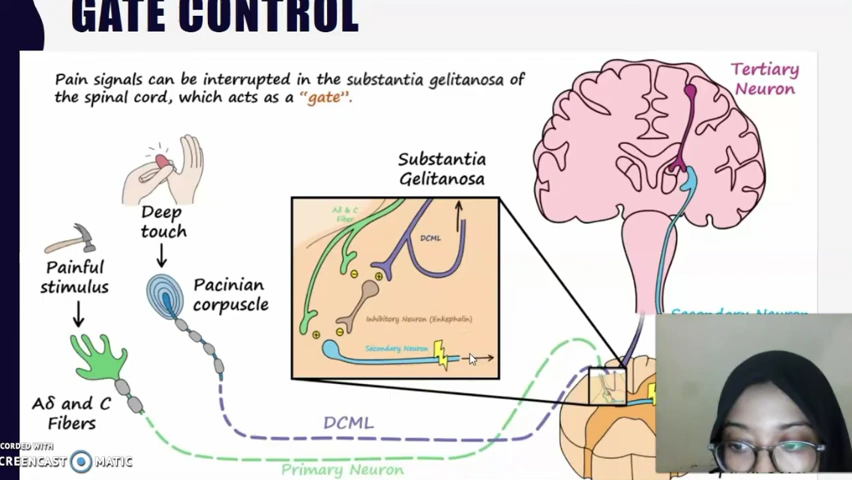 GATE CONTROL
Pain signals can be interrupted in the substantia gelitanosa of
the spinal cord, which acts as a "gate".
Tertiary
Neuron
Substantia
Gelitanosa
Deep
touch
Painful
stimulus
Pacinian
corpuscle
Aδ & C
Fiber
DCML
Inhibitory Neuron (Enkephalin)
Secondary Neuron
Secondary Neuron
Aδ and C
Fibers
DCML
Primary Neuron
CORDED WITH
CREENCAST MATIC